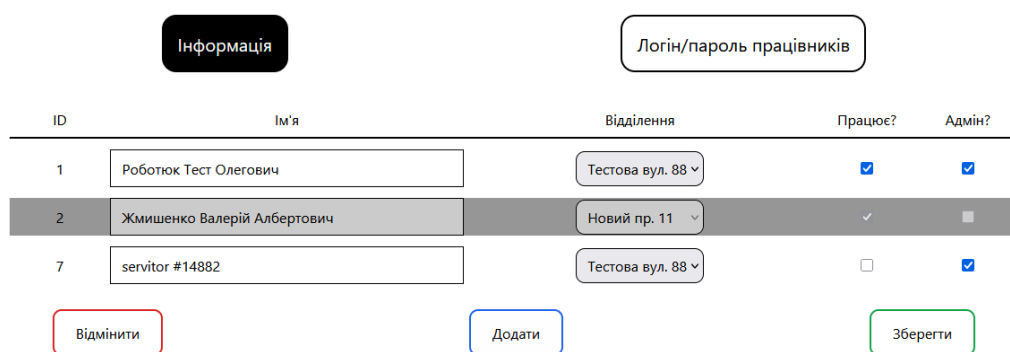 Інформація Логін/пароль працівників
ID Ім'я Відділення Працює? Адмін?
1 Роботюк Тест Олегович Тестова вул. 88
2 Жмишенко Валерій Албертович Новий пр. 11
7 servitor #14882 Тестова вул. 88
Відмінити Додати Зберегти